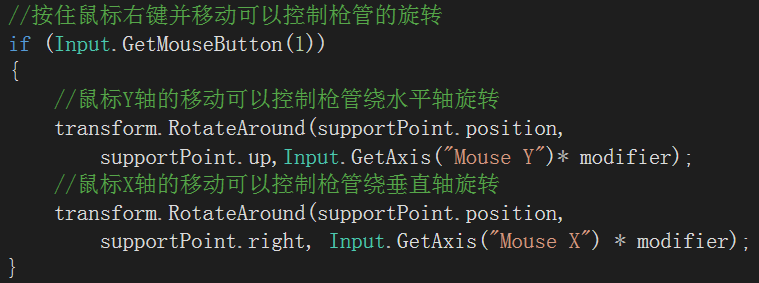 //按住鼠标右键并移动可以控制枪管的旋转
if (Input.GetMouseButton(1))
{
    //鼠标Y轴的移动可以控制枪管绕水平轴旋转
    transform.RotateAround(supportPoint.position,
        supportPoint.up,Input.GetAxis("Mouse Y")* modifier);
    //鼠标X轴的移动可以控制枪管绕垂直轴旋转
    transform.RotateAround(supportPoint.position,
        supportPoint.right, Input.GetAxis("Mouse X") * modifier);
}